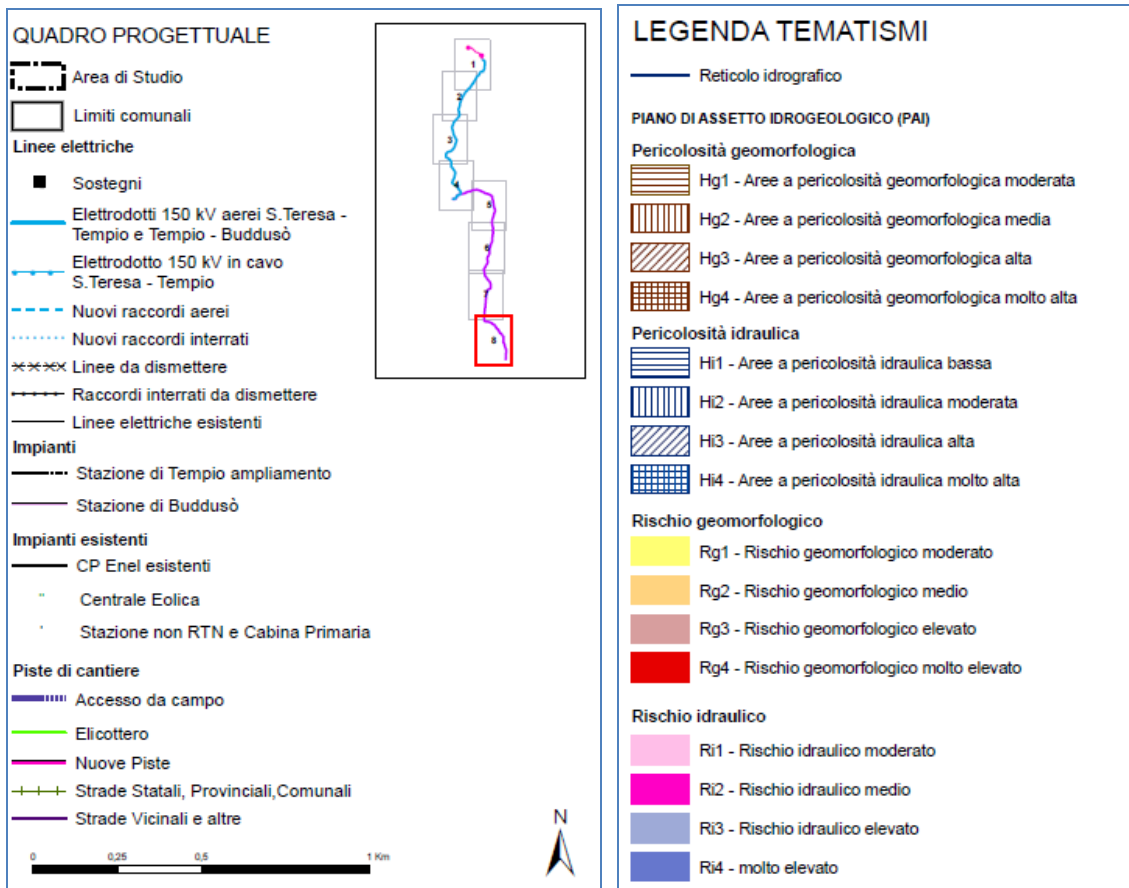 QUADRO PROGETTUALE
Area di Studio
Limiti comunali
Linee elettriche
Sostegni
Elettrodotti 150 kV aerei S.Teresa -
Tempio e Tempio - Buddusò
Elettrodotto 150 kV in cavo
S.Teresa - Tempio
Nuovi raccordi aerei
Nuovi raccordi interrati
Linee da dismettere
Raccordi interrati da dismettere
Linee elettriche esistenti
Impianti
Stazione di Tempio ampliamento
Stazione di Buddusò
Impianti esistenti
CP Enel esistenti
Centrale Eolica
Stazione non RTN e Cabina Primaria
Piste di cantiere
Accesso da campo
Elicottero
Nuove Piste
Strade Statali, Provinciali,Comunali
Strade Vicinali e altre
0 0,25 0,5 1 Km
N
1
2
3
4
5
6
7
8
LEGENDA TEMATISMI
Reticolo idrografico
PIANO DI ASSETTO IDROGEOLOGICO (PAI)
Pericolosità geomorfologica
Hg1 - Aree a pericolosità geomorfologica moderata
Hg2 - Aree a pericolosità geomorfologica media
Hg3 - Aree a pericolosità geomorfologica alta
Hg4 - Aree a pericolosità geomorfologica molto alta
Pericolosità idraulica
Hi1 - Aree a pericolosità idraulica bassa
Hi2 - Aree a pericolosità idraulica moderata
Hi3 - Aree a pericolosità idraulica alta
Hi4 - Aree a pericolosità idraulica molto alta
Rischio geomorfologico
Rg1 - Rischio geomorfologico moderato
Rg2 - Rischio geomorfologico medio
Rg3 - Rischio geomorfologico elevato
Rg4 - Rischio geomorfologico molto elevato
Rischio idraulico
Ri1 - Rischio idraulico moderato
Ri2 - Rischio idraulico medio
Ri3 - Rischio idraulico elevato
Ri4 - molto elevato